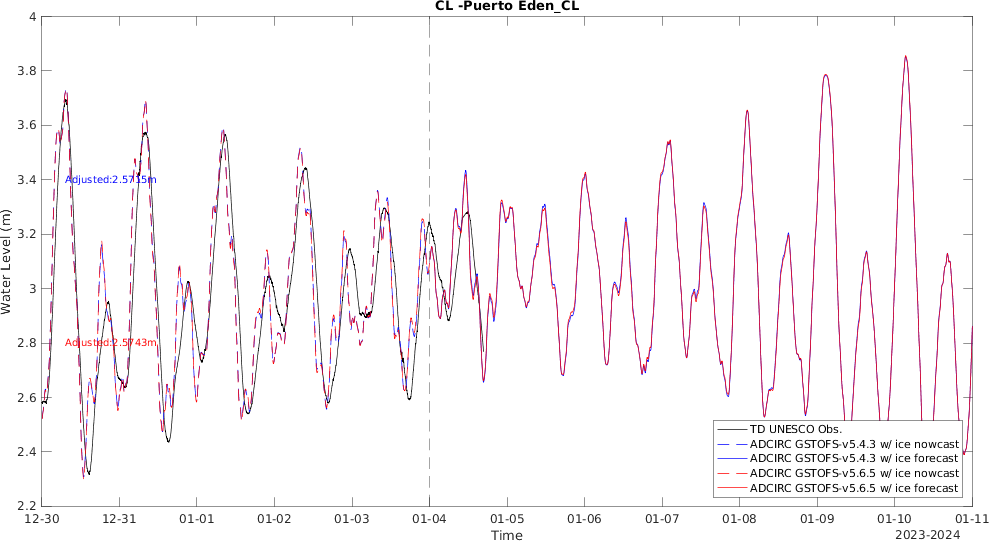 CL -Puerto Eden_CL
4
3.8
3.6
3.4
3.2
3
2.8
2.6
2.4
2.2
Water Level (m)
Adjusted:2.5715m
Adjusted:2.5743m
TD UNESCO Obs.
ADCIRC GSTOFS-v5.4.3 w/ ice nowcast
ADCIRC GSTOFS-v5.4.3 w/ ice forecast
ADCIRC GSTOFS-v5.6.5 w/ ice nowcast
ADCIRC GSTOFS-v5.6.5 w/ ice forecast
12-30 12-31 01-01 01-02 01-03 01-04 01-05 01-06 01-07 01-08 01-09 01-10 01-11
Time
2023-2024